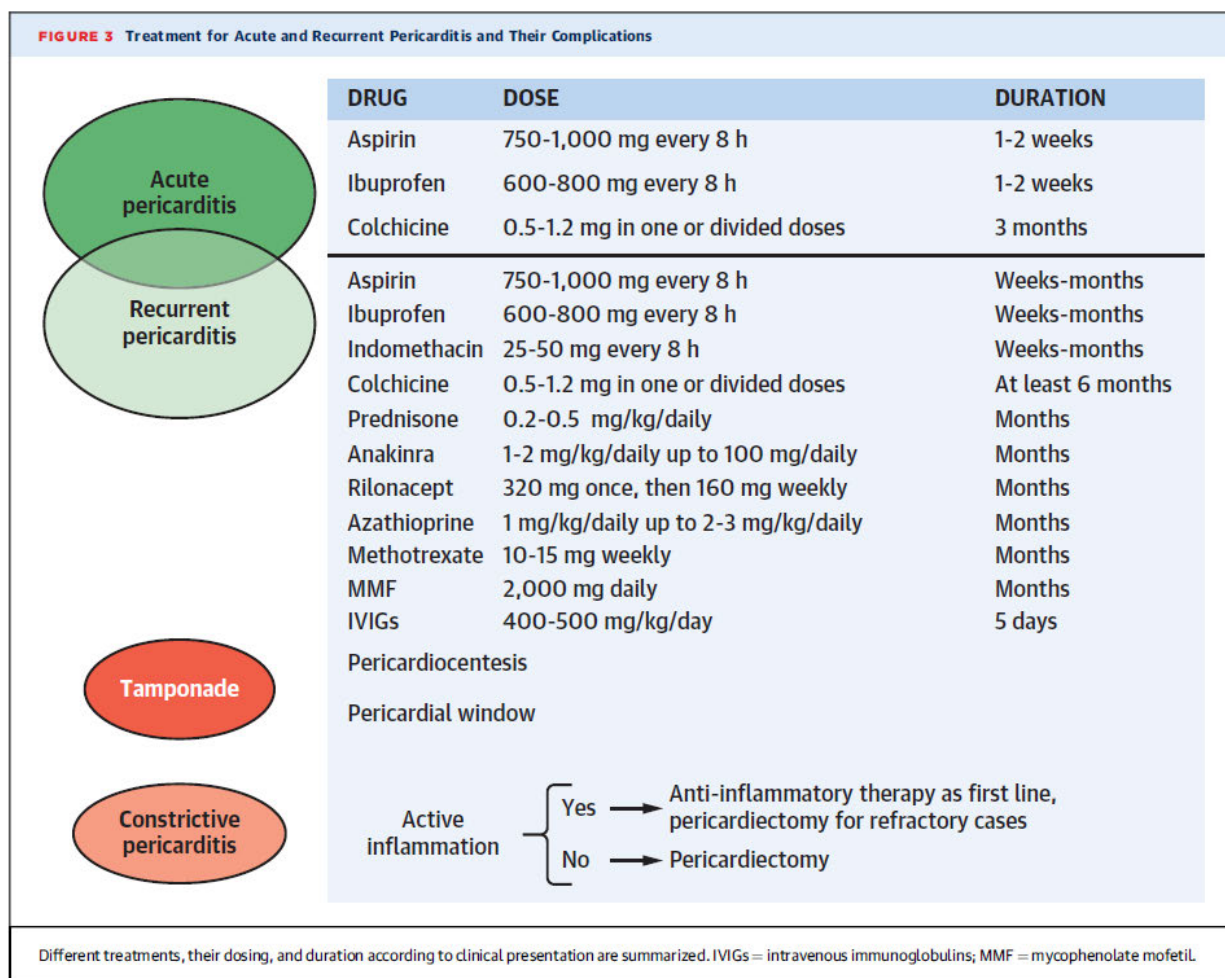 FIGURE 3 Treatment for Acute and Recurrent Pericarditis and Their Complications
DRUG DOSE DURATION
Acute
pericarditis
Aspirin 750-1,000 mg every 8 h 1-2 weeks
Ibuprofen 600-800 mg every 8 h 1-2 weeks
Colchicine 0.5-1.2 mg in one or divided doses 3 months
Recurrent
pericarditis
Aspirin 750-1,000 mg every 8 h Weeks-months
Ibuprofen 600-800 mg every 8 h Weeks-months
Indomethacin 25-50 mg every 8 h Weeks-months
Colchicine 0.5-1.2 mg in one or divided doses At least 6 months
Prednisone 0.2-0.5 mg/kg/daily Months
Anakinra 1-2 mg/kg/daily up to 100 mg/daily Months
Rilonacept 320 mg once, then 160 mg weekly Months
Azathioprine 1 mg/kg/daily up to 2-3 mg/kg/daily Months
Methotrexate 10-15 mg weekly Months
MMF 2,000 mg daily Months
IVIGs 400-500 mg/kg/day 5 days
Tamponade
Pericardiocentesis
Pericardial window
Constrictive
pericarditis
Active
inflammation
Yes Anti-inflammatory therapy as first line,
pericardiectomy for refractory cases
No Pericardiectomy
Different treatments, their dosing, and duration according to clinical presentation are summarized. IVIGs = intravenous immunoglobulins; MMF = mycophenolate mofetil.